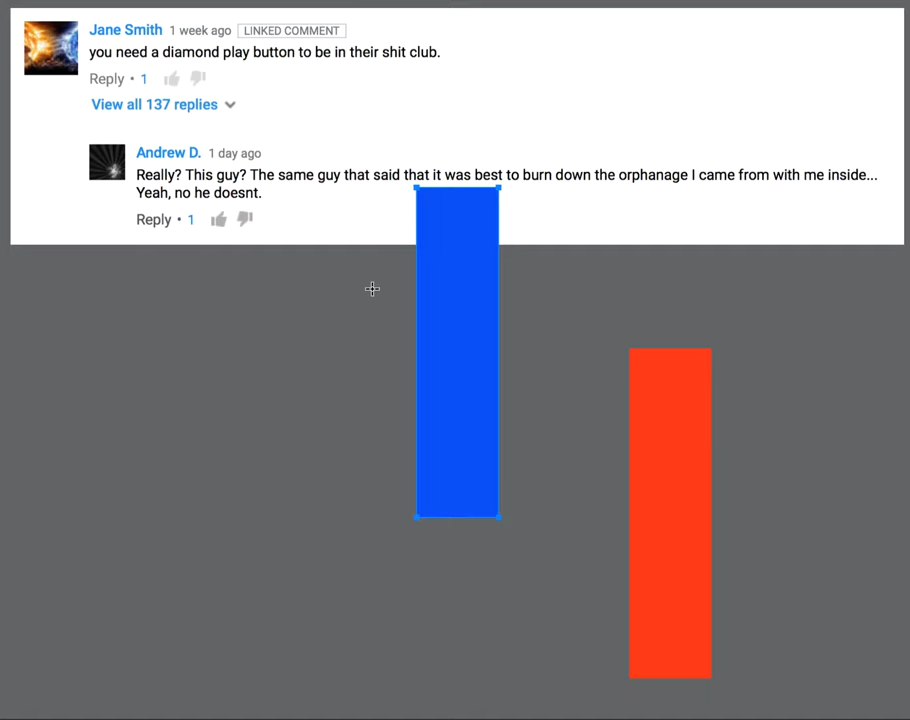 Jane Smith 1 week ago LINKED COMMENT
you need a diamond play button to be in their shit club.
Reply • 1
View all 137 replies
Andrew D. 1 day ago
Really? This guy? The same guy that said that it was best to burn down the orphanage I came from with me inside...
Yeah, no he doesnt.
Reply • 1